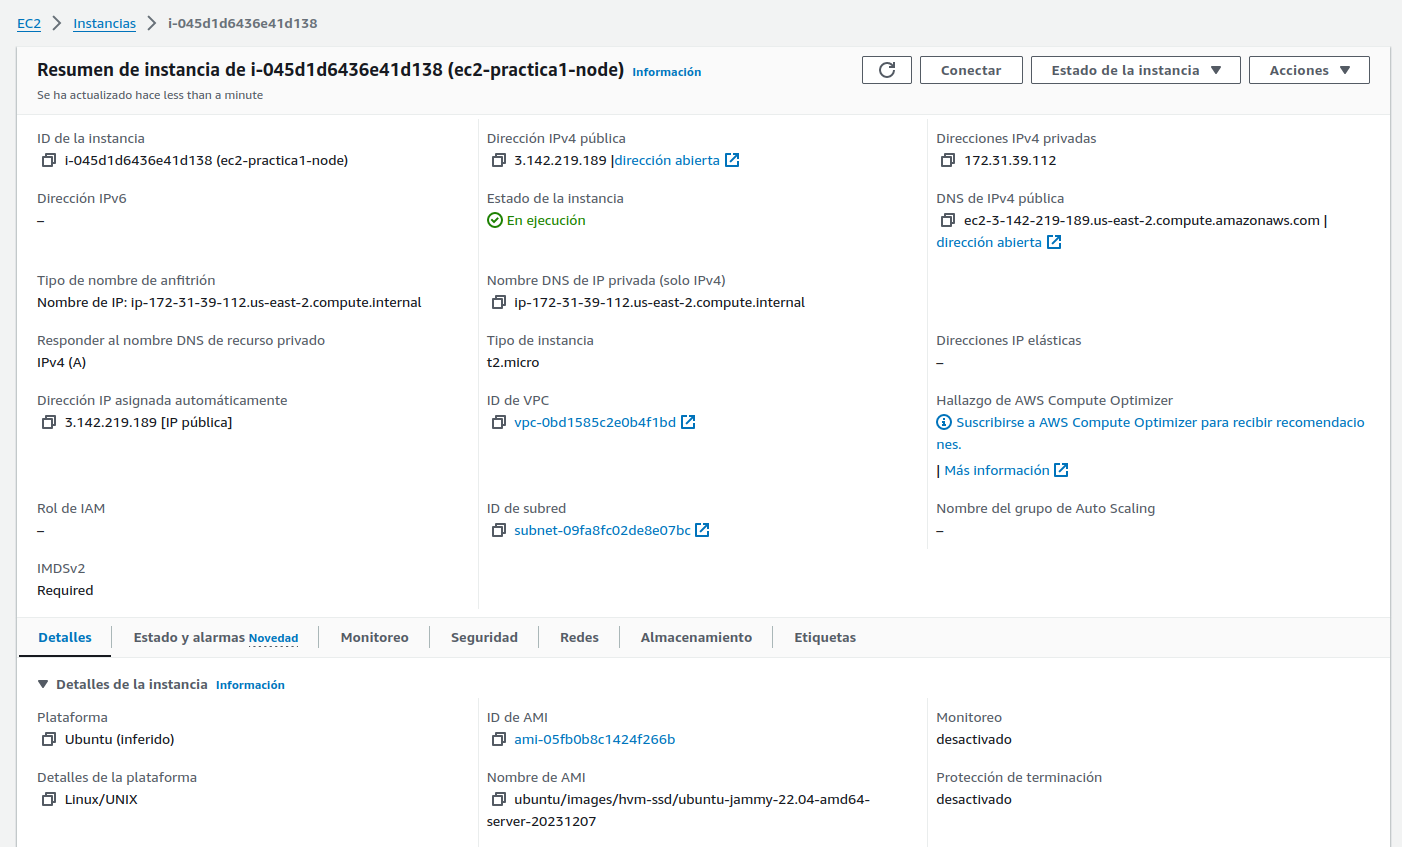 EC2 > Instancias > i-045d1d6436e41d138
Resumen de instancia de i-045d1d6436e41d138 (ec2-practica1-node) Información
Se ha actualizado hace less than a minute
Conectar
Estado de la instancia
Acciones
ID de la instancia
i-045d1d6436e41d138 (ec2-practica1-node)
Dirección IPv4 pública
3.142.219.189 |dirección abierta
Direcciones IPv4 privadas
172.31.39.112
Dirección IPv6
–
Estado de la instancia
En ejecución
DNS de IPv4 pública
ec2-3-142-219-189.us-east-2.compute.amazonaws.com |
dirección abierta
Tipo de nombre de anfitrión
Nombre de IP: ip-172-31-39-112.us-east-2.compute.internal
Nombre DNS de IP privada (solo IPv4)
ip-172-31-39-112.us-east-2.compute.internal
Responder al nombre DNS de recurso privado
IPv4 (A)
Tipo de instancia
t2.micro
Direcciones IP elásticas
–
Dirección IP asignada automáticamente
3.142.219.189 [IP pública]
ID de VPC
vpc-0bd1585c2e0b4f1bd
Hallazgo de AWS Compute Optimizer
Suscribirse a AWS Compute Optimizer para recibir recomendacio
nes.
| Más información
Rol de IAM
–
ID de subred
subnet-09fa8fc02de8e07bc
Nombre del grupo de Auto Scaling
–
IMDSv2
Required
Detalles
Estado y alarmas Novedad
Monitoreo
Seguridad
Redes
Almacenamiento
Etiquetas
Detalles de la instancia Información
Plataforma
Ubuntu (inferido)
ID de AMI
ami-05fb0b8c1424f266b
Monitoreo
desactivado
Detalles de la plataforma
Linux/UNIX
Nombre de AMI
ubuntu/images/hvm-ssd/ubuntu-jammy-22.04-amd64-
server-20231207
Protección de terminación
desactivado